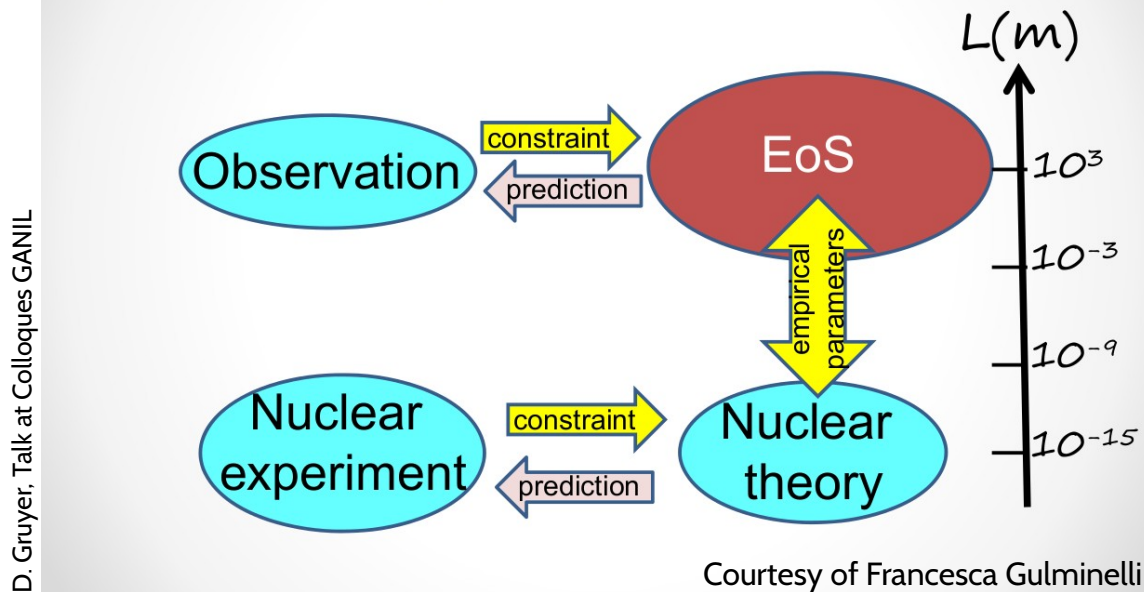 L(m)
Observation
constraint
prediction
EoS
10³
10⁻³
empirical
parameters
10⁻⁹
Nuclear
experiment
constraint
prediction
Nuclear
theory
10⁻¹⁵
D. Gruyer, Talk at Colloques GANIL
Courtesy of Francesca Gulminelli